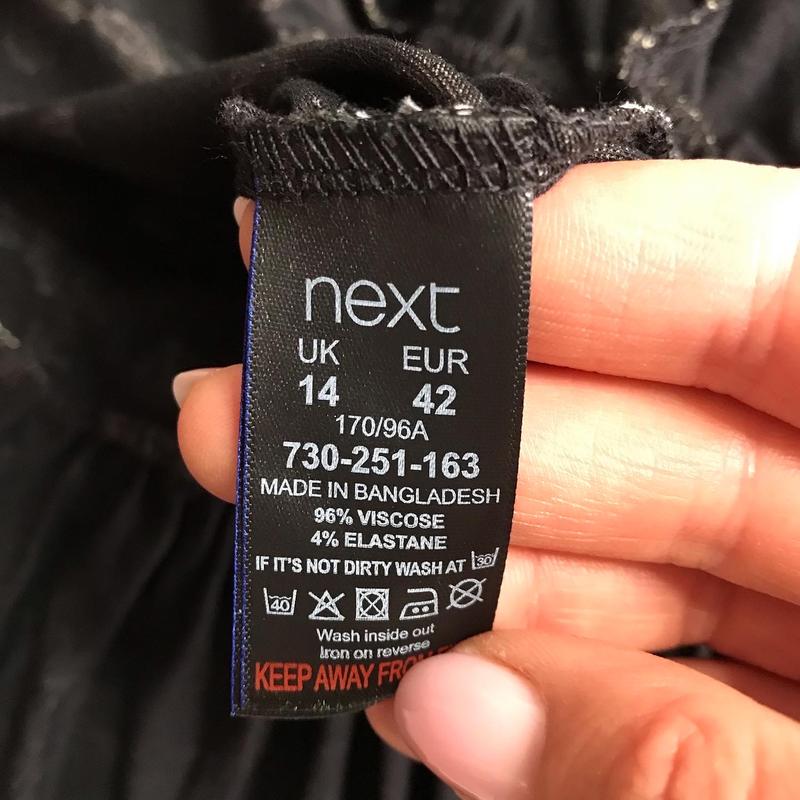 next
UK EUR
14 42
170/96A
730-251-163
MADE IN BANGLADESH
96% VISCOSE
4% ELASTANE
IF IT'S NOT DIRTY WASH AT 30
40
Wash inside out
Iron on reverse
KEEP AWAY FROM